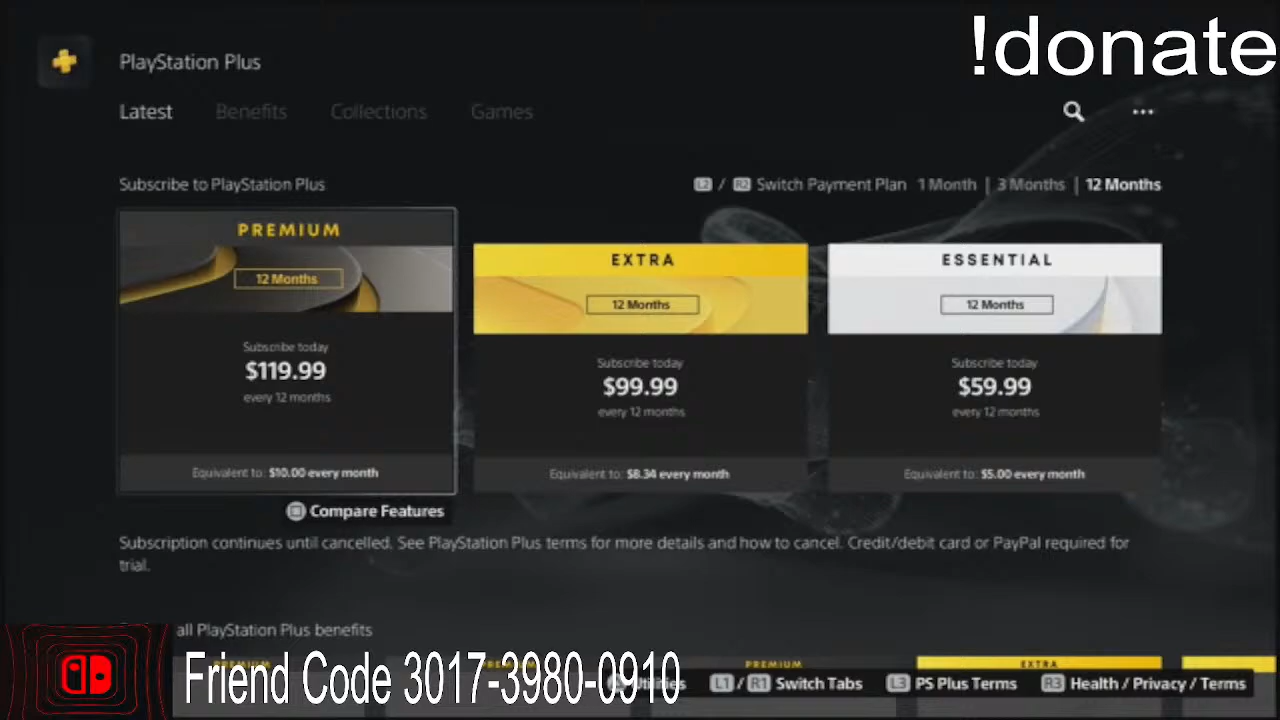 !donate
PlayStation Plus
Latest Benefits Collections Games
Subscribe to PlayStation Plus
L2 / R2 Switch Payment Plan 1 Month | 3 Months | 12 Months
PREMIUM
12 Months
Subscribe today
$119.99
every 12 months
Equivalent to: $10.00 every month
EXTRA
12 Months
Subscribe today
$99.99
every 12 months
Equivalent to: $8.34 every month
ESSENTIAL
12 Months
Subscribe today
$59.99
every 12 months
Equivalent to: $5.00 every month
Compare Features
Subscription continues until cancelled. See PlayStation Plus terms for more details and how to cancel. Credit/debit card or PayPal required for
trial.
all PlayStation Plus benefits
PREMIUM
PREMIUM
EXTRA
Friend Code 3017-3980-0910
L1 / R1 Switch Tabs L3 PS Plus Terms R3 Health / Privacy / Terms